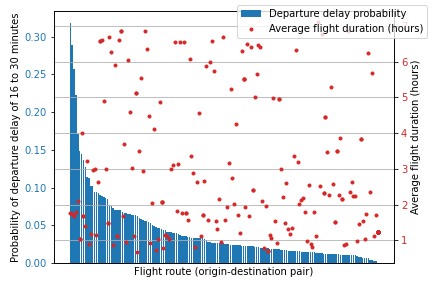 Departure delay probability
Average flight duration (hours)
Probability of departure delay of 16 to 30 minutes
0.30
0.25
0.20
0.15
0.10
0.05
0.00
6
5
4
3
2
1
Average flight duration (hours)
Flight route (origin-destination pair)